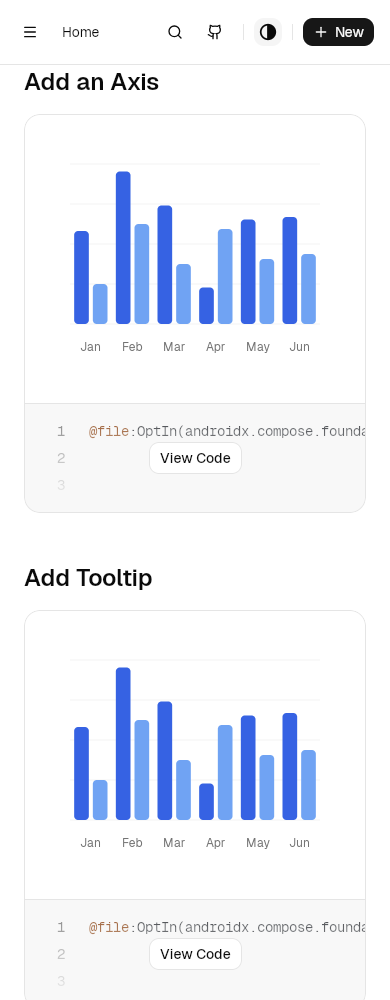 Home
New
Add an Axis
Jan Feb Mar Apr May Jun
1 @file:OptIn(androidx.compose.founda
2
View Code
3
Add Tooltip
Jan Feb Mar Apr May Jun
1 @file:OptIn(androidx.compose.founda
2
View Code
3